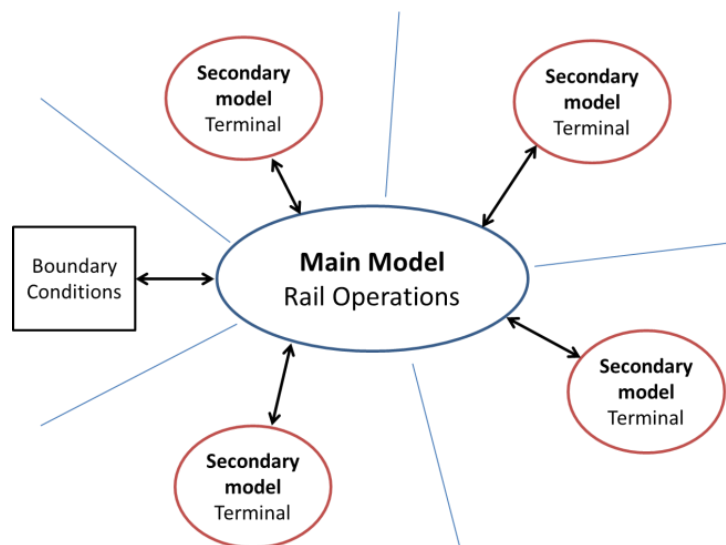 Secondary
model
Terminal
Secondary
model
Terminal
Main Model
Rail Operations
Boundary
Conditions
Secondary
model
Terminal
Secondary
model
Terminal